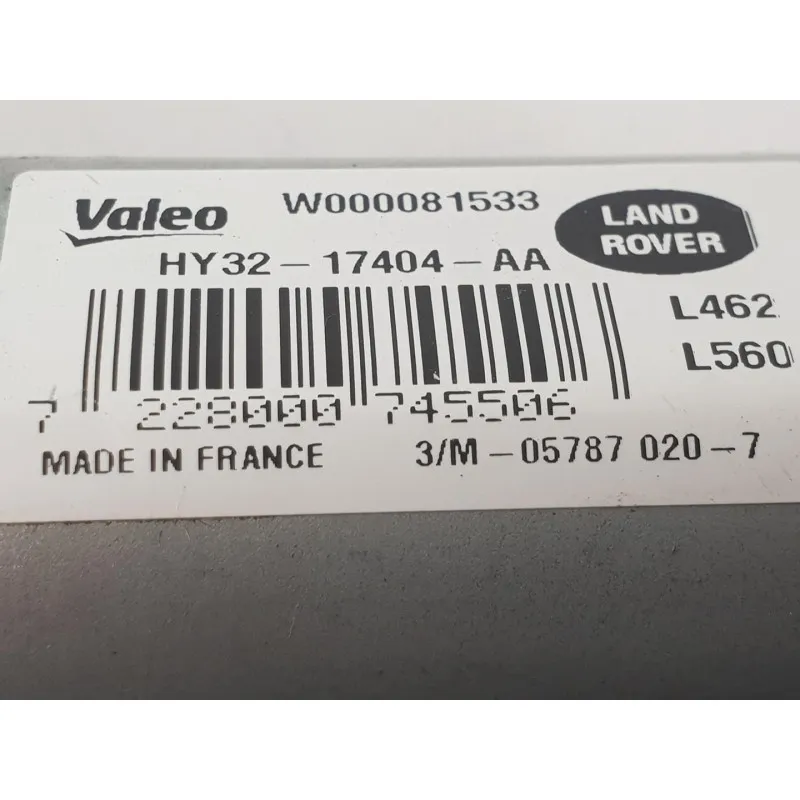 Valeo W000081533
LAND ROVER
HY32-17404-AA
L462
L560
7 228000 745506
MADE IN FRANCE 3/M-05787 020-7